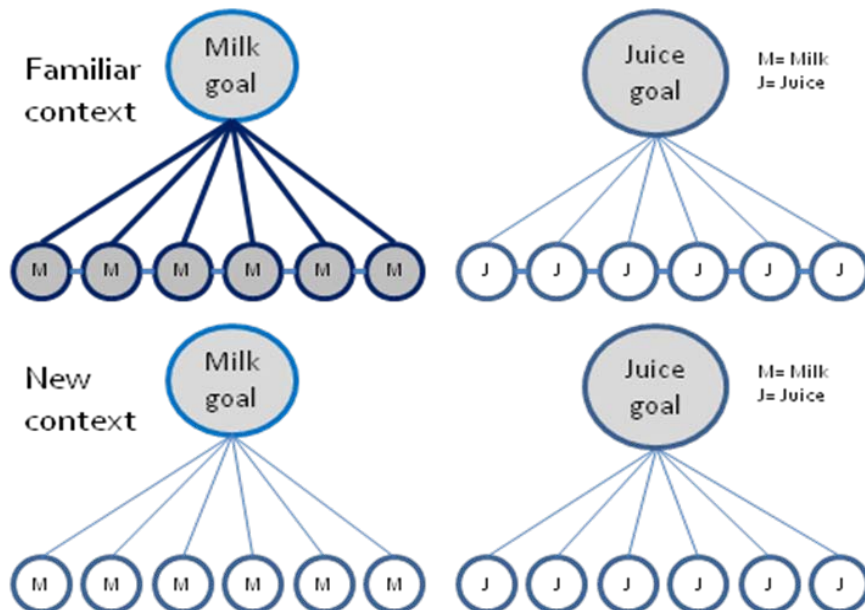 Familiar
context
Milk
goal
Juice
goal
M= Milk
J= Juice
M M M M M M
J J J J J J
New
context
Milk
goal
Juice
goal
M= Milk
J= Juice
M M M M M M
J J J J J J